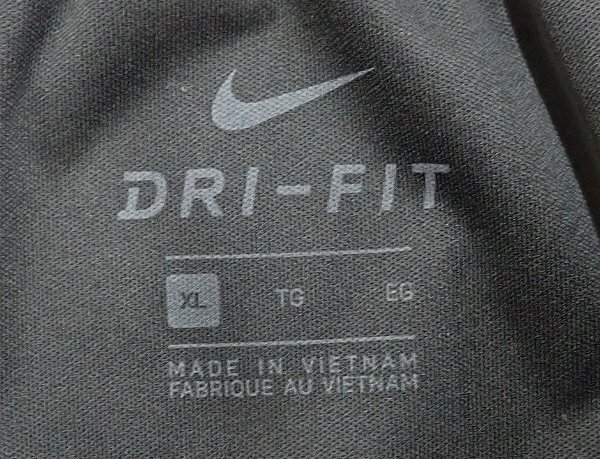 DRI-FIT
XL TG EG
MADE IN VIETNAM
FABRIQUE AU VIETNAM